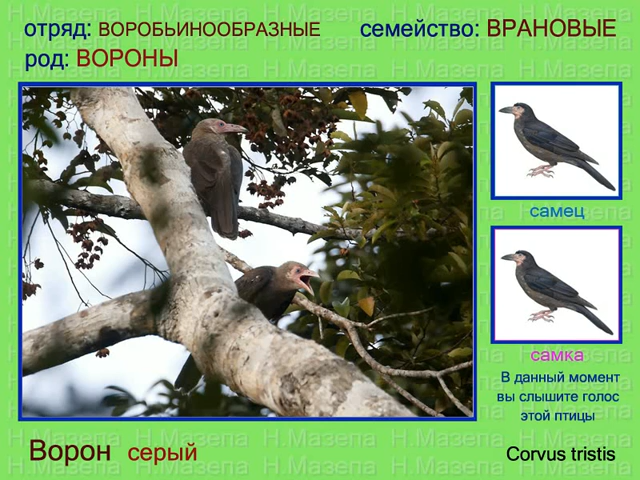 отряд: ВОРОБЬИНООБРАЗНЫЕ семейство: ВРАНОВЫЕ
род: ВОРОНЫ
самец
самка
В данный момент
вы слышите голос
этой птицы
Ворон серый
Corvus tristis
Н.Мазепа